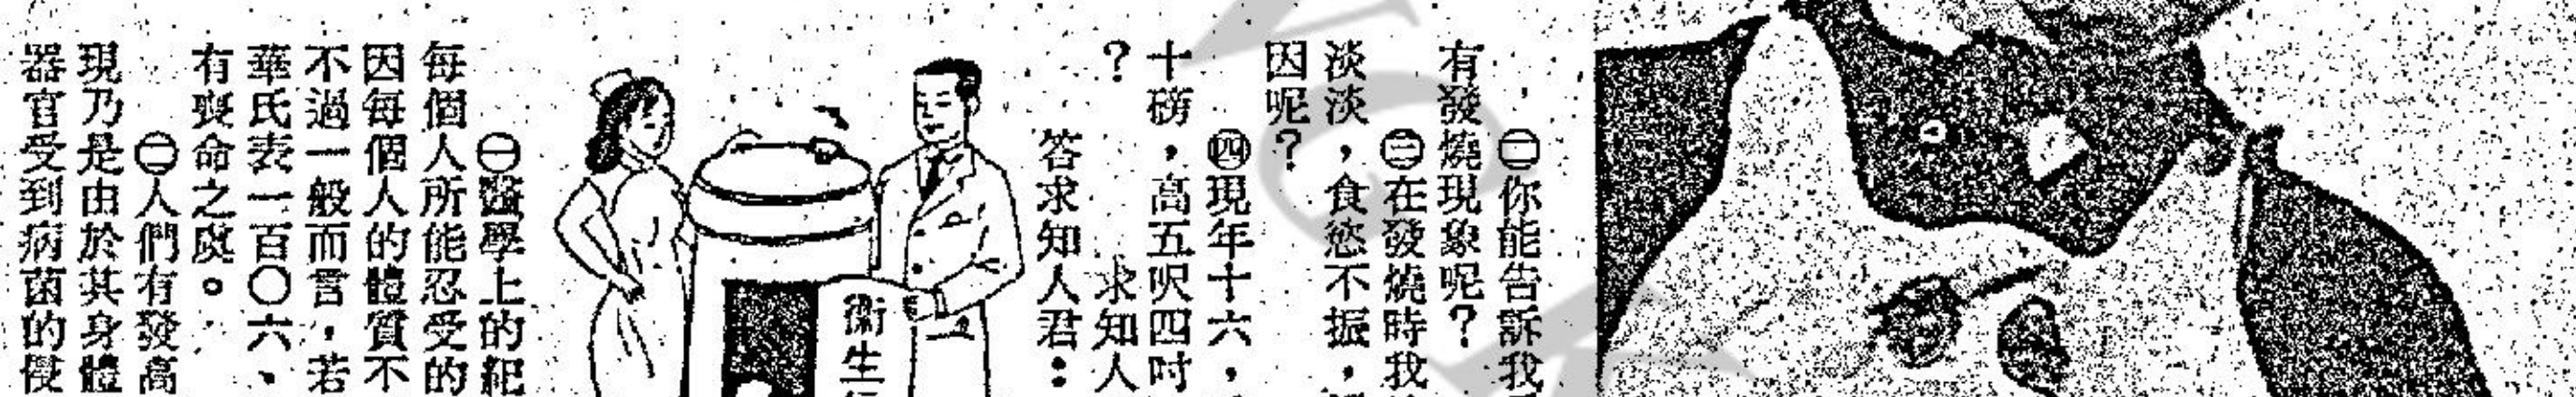 ㊁你能告訴我
有發燒現象呢？
㊂在發燒時我
淡淡，食慾不振，
因呢？
㊃現年十六，
十磅，高五呎四吋
求知人
？
答求知人君：
衞生
㊀醫學上的紀
每個人所能忍受的
因每個人的體質不
不過一般而言，若
華氏表一百〇六、
有喪命之虞。
㊁人們有發高
現乃是由於其身體
器官受到病菌的侵